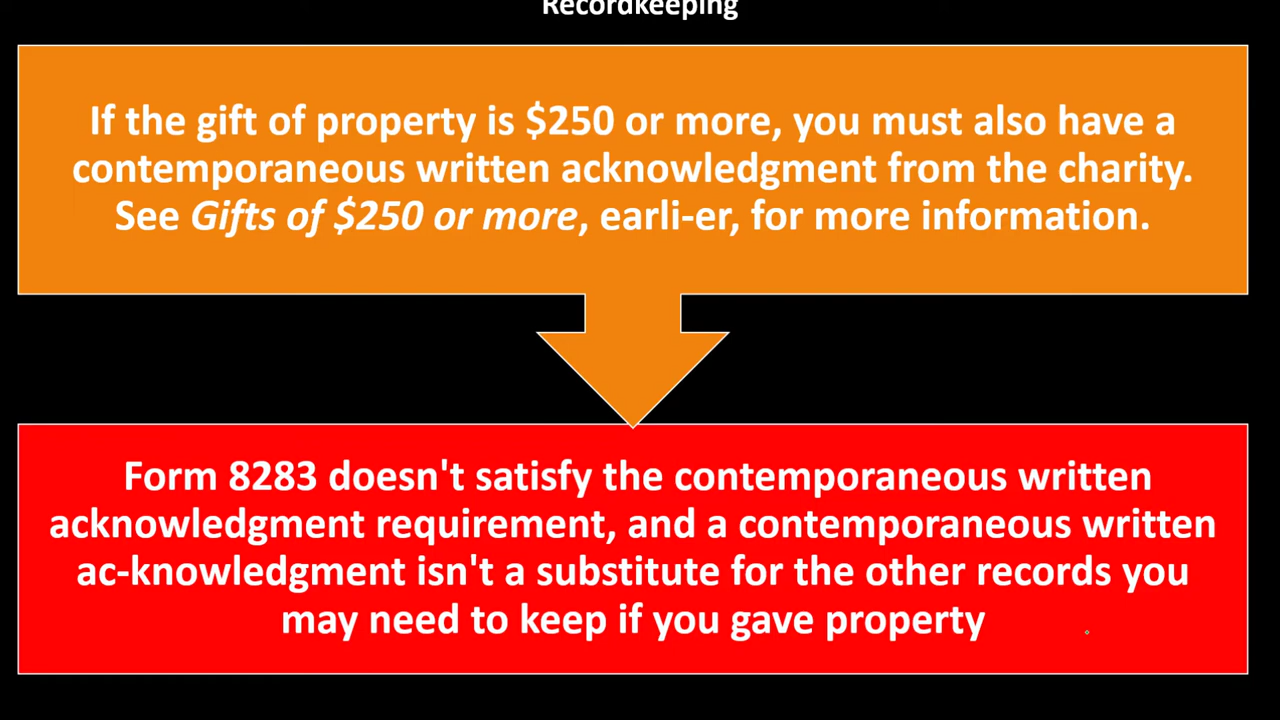 Recordkeeping
If the gift of property is $250 or more, you must also have a
contemporaneous written acknowledgment from the charity.
See Gifts of $250 or more, earli-er, for more information.
Form 8283 doesn't satisfy the contemporaneous written
acknowledgment requirement, and a contemporaneous written
ac-knowledgment isn't a substitute for the other records you
may need to keep if you gave property